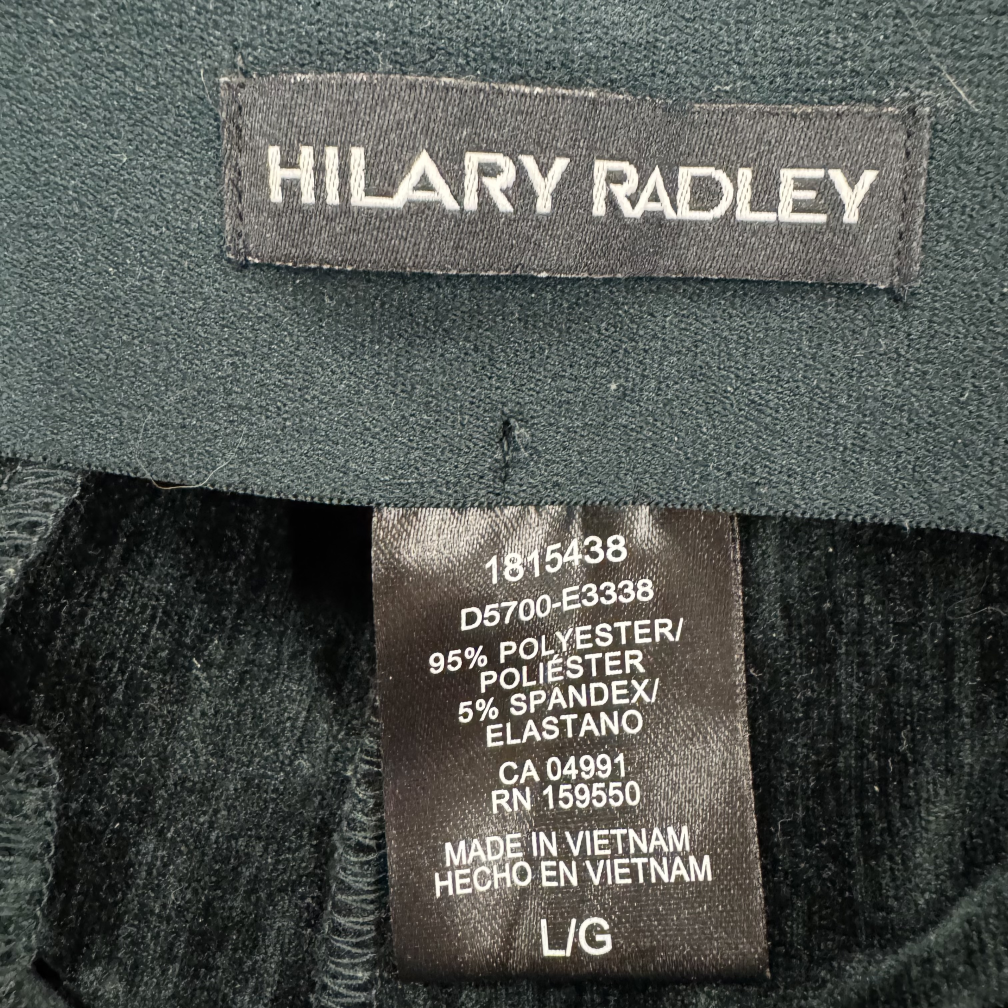 HILARY RADLEY
1815438
D5700-E3338
95% POLYESTER/
POLIÉSTER
5% SPANDEX/
ELASTANO
CA 04991
RN 159550
MADE IN VIETNAM
HECHO EN VIETNAM
L/G